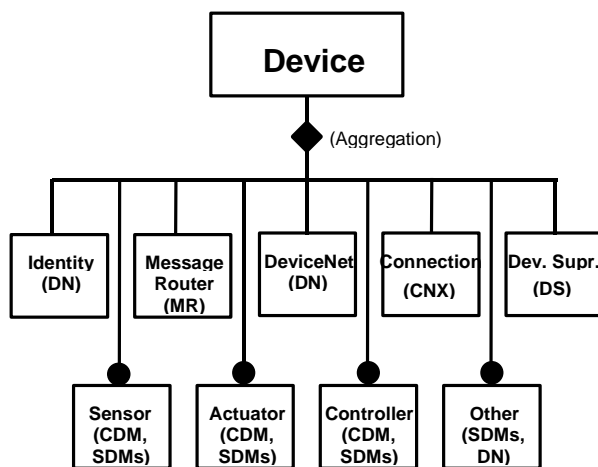 Device
(Aggregation)
Identity
(DN)
Message
Router
(MR)
DeviceNet
(DN)
Connection
(CNX)
Dev. Supr.
(DS)
Sensor
(CDM,
SDMs)
Actuator
(CDM,
SDMs)
Controller
(CDM,
SDMs)
Other
(SDMs,
DN)